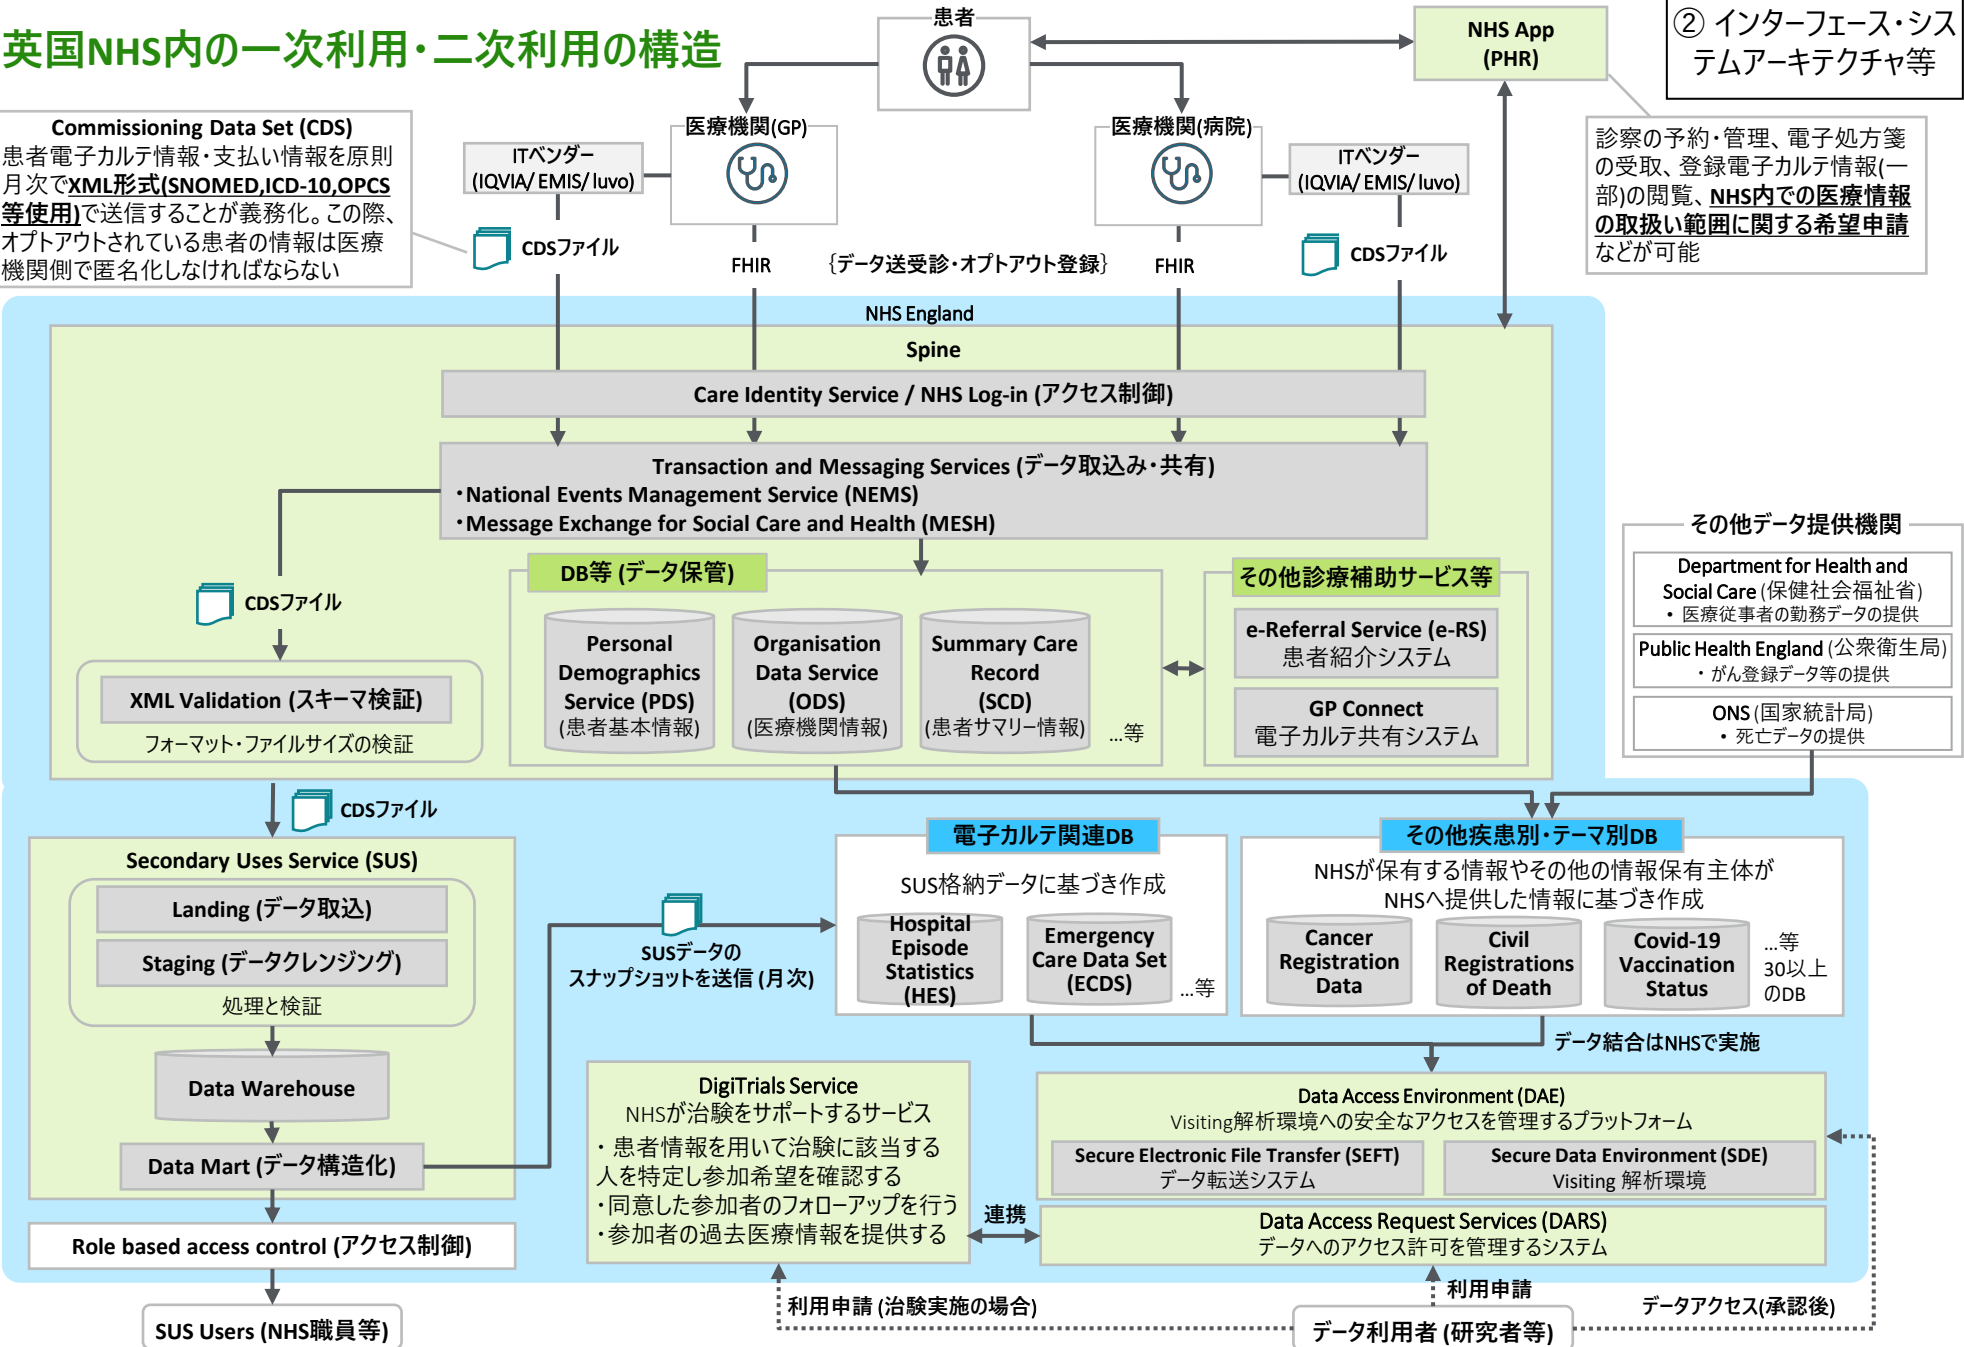 英国NHS内の一次利用・二次利用の構造
② インターフェース・シス
テムアーキテクチャ等
患者
NHS App
(PHR)
Commissioning Data Set (CDS)
患者電子カルテ情報・支払い情報を原則
月次でXML形式(SNOMED,ICD-10,OPCS
等使用)で送信することが義務化。この際、
オプトアウトされている患者の情報は医療
機関側で匿名化しなければならない
ITベンダー
(IQVIA/ EMIS/ luvo)
医療機関(GP)
医療機関(病院)
ITベンダー
(IQVIA/ EMIS/ luvo)
診察の予約・管理、電子処方箋
の受取、登録電子カルテ情報(一
部)の閲覧、NHS内での医療情報
の取扱い範囲に関する希望申請
などが可能
CDSファイル
FHIR
{データ送受診・オプトアウト登録}
FHIR
CDSファイル
NHS England
Spine
Care Identity Service / NHS Log-in (アクセス制御)
Transaction and Messaging Services (データ取込み・共有)
・National Events Management Service (NEMS)
・Message Exchange for Social Care and Health (MESH)
CDSファイル
XML Validation (スキーマ検証)
フォーマット・ファイルサイズの検証
DB等 (データ保管)
Personal
Demographics
Service (PDS)
(患者基本情報)
Organisation
Data Service
(ODS)
(医療機関情報)
Summary Care
Record
(SCD)
(患者サマリー情報)
...等
その他診療補助サービス等
e-Referral Service (e-RS)
患者紹介システム
GP Connect
電子カルテ共有システム
その他データ提供機関
Department for Health and
Social Care (保健社会福祉省)
• 医療従事者の勤務データの提供
Public Health England (公衆衛生局)
・がん登録データ等の提供
ONS (国家統計局)
• 死亡データの提供
CDSファイル
Secondary Uses Service (SUS)
Landing (データ取込)
Staging (データクレンジング)
処理と検証
Data Warehouse
Data Mart (データ構造化)
Role based access control (アクセス制御)
SUS Users (NHS職員等)
SUSデータの
スナップショットを送信 (月次)
電子カルテ関連DB
SUS格納データに基づき作成
Hospital
Episode
Statistics
(HES)
Emergency
Care Data Set
(ECDS)
...等
その他疾患別・テーマ別DB
NHSが保有する情報やその他の情報保有主体が
NHSへ提供した情報に基づき作成
Cancer
Registration
Data
Civil
Registrations
of Death
Covid-19
Vaccination
Status
...等
30以上
のDB
データ結合はNHSで実施
DigiTrials Service
NHSが治験をサポートするサービス
・ 患者情報を用いて治験に該当する
人を特定し参加希望を確認する
・同意した参加者のフォローアップを行う
・参加者の過去医療情報を提供する
連携
Data Access Environment (DAE)
Visiting解析環境への安全なアクセスを管理するプラットフォーム
Secure Electronic File Transfer (SEFT)
データ転送システム
Secure Data Environment (SDE)
Visiting 解析環境
Data Access Request Services (DARS)
データへのアクセス許可を管理するシステム
利用申請 (治験実施の場合)
利用申請
データアクセス(承認後)
データ利用者 (研究者等)